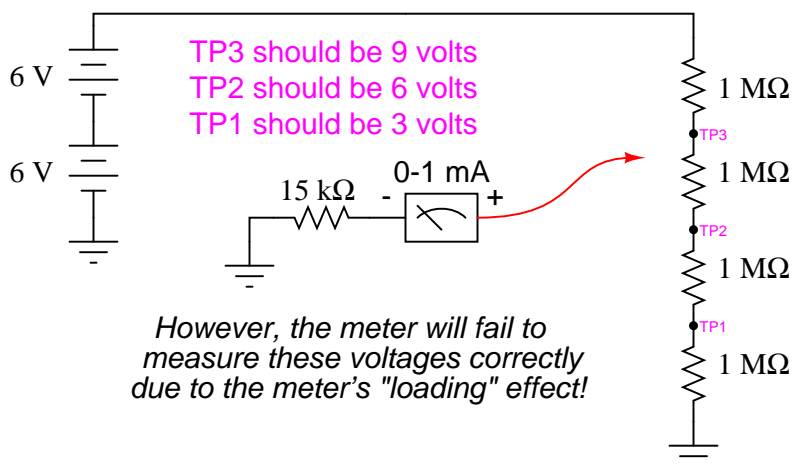 TP3 should be 9 volts
TP2 should be 6 volts
TP1 should be 3 volts
6 V
6 V
15 kΩ
-
0-1 mA
+
1 MΩ
TP3
1 MΩ
TP2
1 MΩ
TP1
1 MΩ
However, the meter will fail to
measure these voltages correctly
due to the meter's "loading" effect!